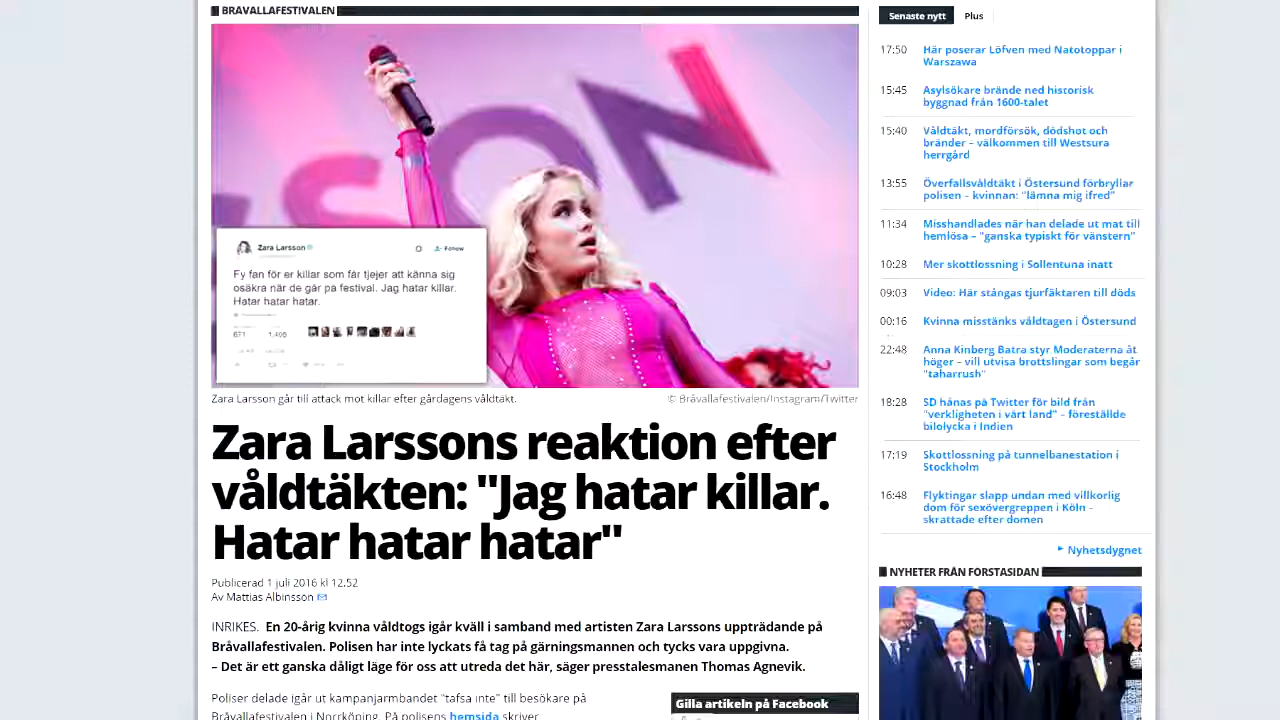 BRÅVALLAFESTIVALEN
SON
Zara Larsson
Follow
Fy fan för er killar som får tjejer att känna sig
osäkra när de går på festival. Jag hatar killar.
Hatar hatar hatar.
671
Zara Larsson går till attack mot killar efter gårdagens våldtäkt.
© Bråvallafestivalen/Instagram/Twitter
Zara Larssons reaktion efter
våldtäkten: "Jag hatar killar.
Hatar hatar hatar"
Publicerad 1 juli 2016 kl 12.52
Av Mattias Albinsson
INRIKES. En 20-årig kvinna våldtogs igår kväll i samband med artisten Zara Larssons uppträdande på
Bråvallafestivalen. Polisen har inte lyckats få tag på gärningsmannen och tycks vara uppgivna.
– Det är ett ganska dåligt läge för oss att utreda det här, säger presstalesmanen Thomas Agnevik.
Poliser delade igår ut kampanjarmbandet "tafsa inte" till besökare på
Bråvallafestivalen i Norrköping. På polisens hemsida skriver
Gilla artikeln på Facebook
Senaste nytt Plus
17:50 Här poserar Löfven med Natotoppar i
Warszawa
15:45 Asylsökare brände ned historisk
byggnad från 1600-talet
15:40 Våldtäkt, mordförsök, dödshot och
bränder – välkommen till Westsura
herrgård
13:55 Överfallsvåldtäkt i Östersund förbryllar
polisen – kvinnan: "lämna mig ifred"
11:34 Misshandlades när han delade ut mat till
hemlösa – "ganska typiskt för vänstern"
10:28 Mer skottlossning i Sollentuna inatt
09:03 Video: Här stångas tjurfäktaren till döds
00:16 Kvinna misstänks våldtagen i Östersund
22:48 Anna Kinberg Batra styr Moderaterna åt
höger – vill utvisa brottslingar som begår
"taharrush"
18:28 SD hånas på Twitter för bild från
"verkligheten i vårt land" – föreställde
bilolycka i Indien
17:19 Skottlossning på tunnelbanestation i
Stockholm
16:48 Flyktingar slapp undan med villkorlig
dom för sexövergreppen i Köln –
skrattade efter domen
Nyhetsdygnet
NYHETER FRÅN FÖRSTASIDAN